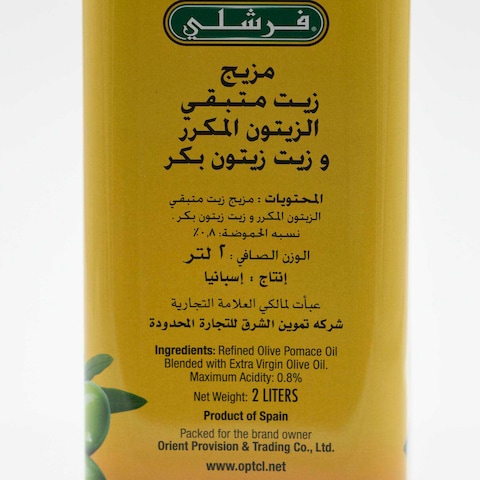 فرشلي®
مزيج
زيت متبقي
الزيتون المكرر
و زيت زيتون بكر
المحتويات : مزيج زيت متبقي
الزيتون المكرر و زيت زيتون بكر .
نسبه الحموضة: ٠,٨٪
الوزن الصافي : ٢ لتر
إنتاج : إسبانيا
عبأت لمالكي العلامة التجارية
شركه تموين الشرق للتجارة المحدودة
Ingredients: Refined Olive Pomace Oil
Blended with Extra Virgin Olive Oil.
Maximum Acidity: 0.8%
Net Weight: 2 LITERS
Product of Spain
Packed for the brand owner
Orient Provision & Trading Co., Ltd.
www.optcl.net